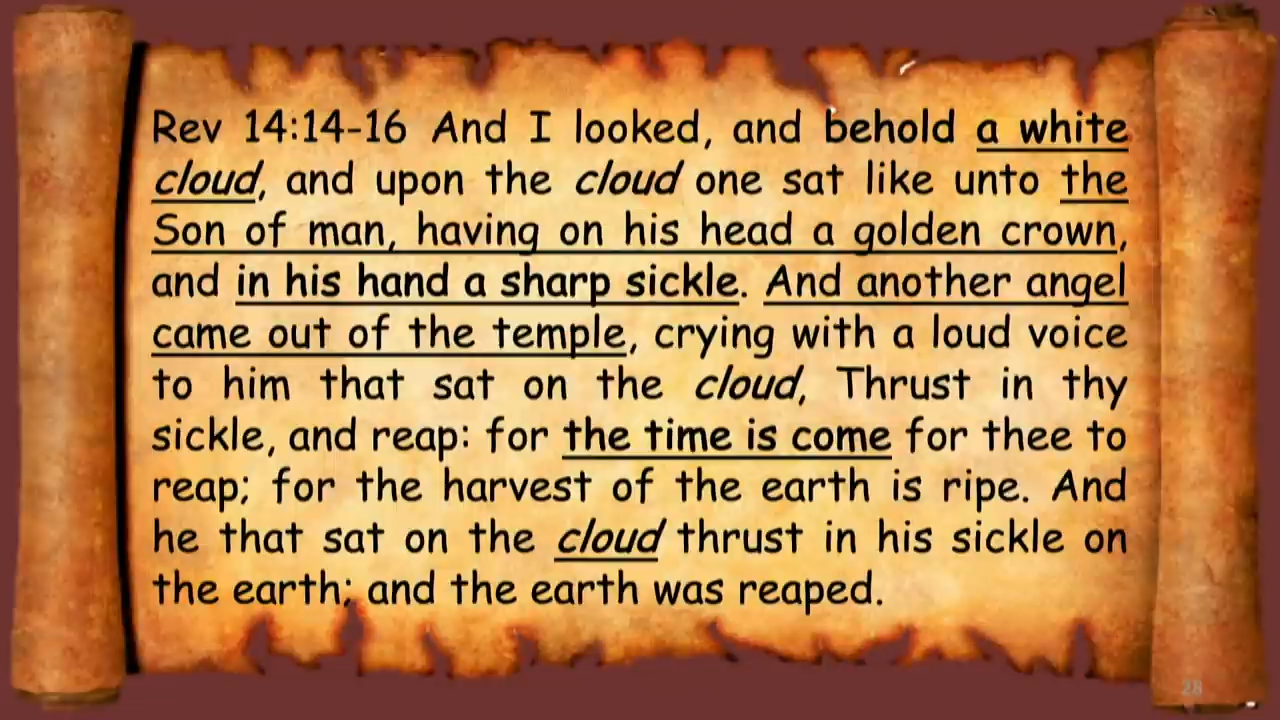 Rev 14:14-16 And I looked, and behold a white
cloud, and upon the cloud one sat like unto the
Son of man, having on his head a golden crown,
and in his hand a sharp sickle. And another angel
came out of the temple, crying with a loud voice
to him that sat on the cloud, Thrust in thy
sickle, and reap: for the time is come for thee to
reap; for the harvest of the earth is ripe. And
he that sat on the cloud thrust in his sickle on
the earth; and the earth was reaped.
28